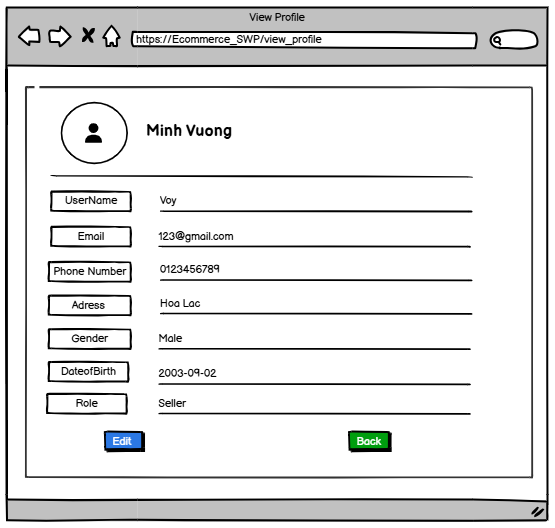 View Profile
https://Ecommerce_SWP/view_profile
Minh Vuong
UserName Voy
Email 123@gmail.com
Phone Number 0123456789
Adress Hoa Lac
Gender Male
DateofBirth 2003-09-02
Role Seller
Edit Back